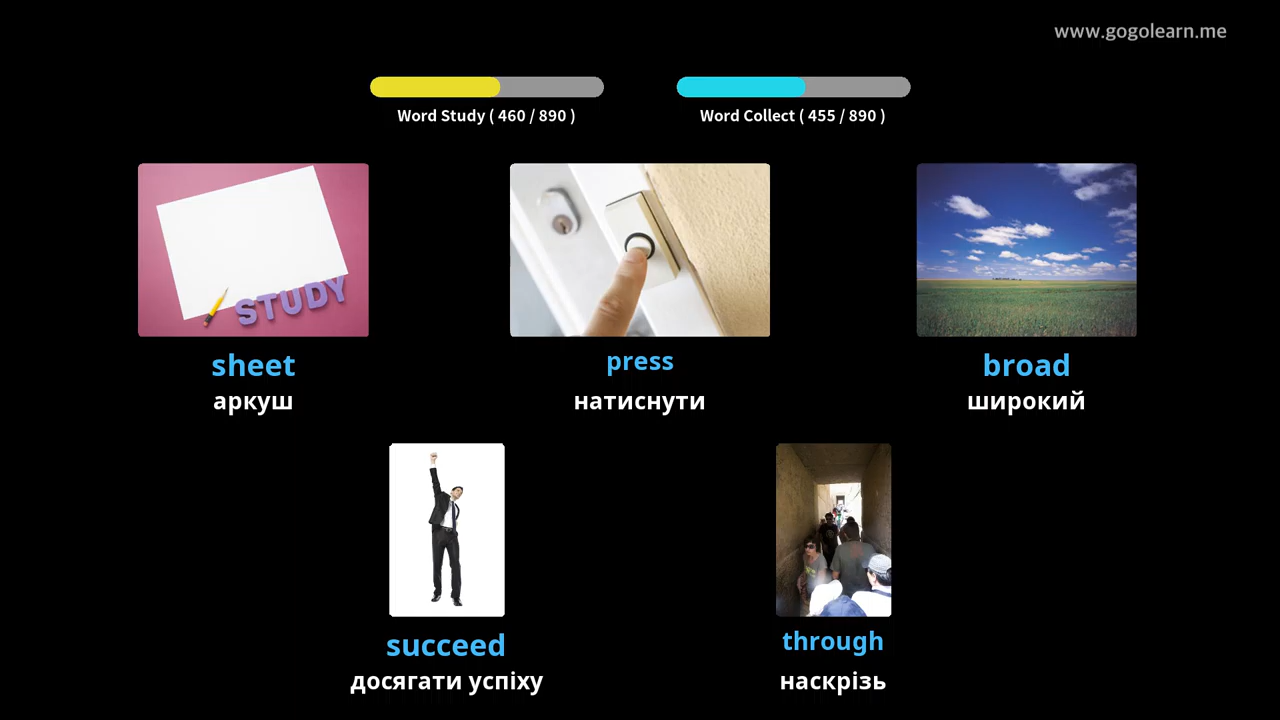 www.gogolearn.me
Word Study ( 460 / 890 )
Word Collect ( 455 / 890 )
STUDY
sheet
press
broad
аркуш
натиснути
широкий
succeed
through
досягати успіху
наскрізь